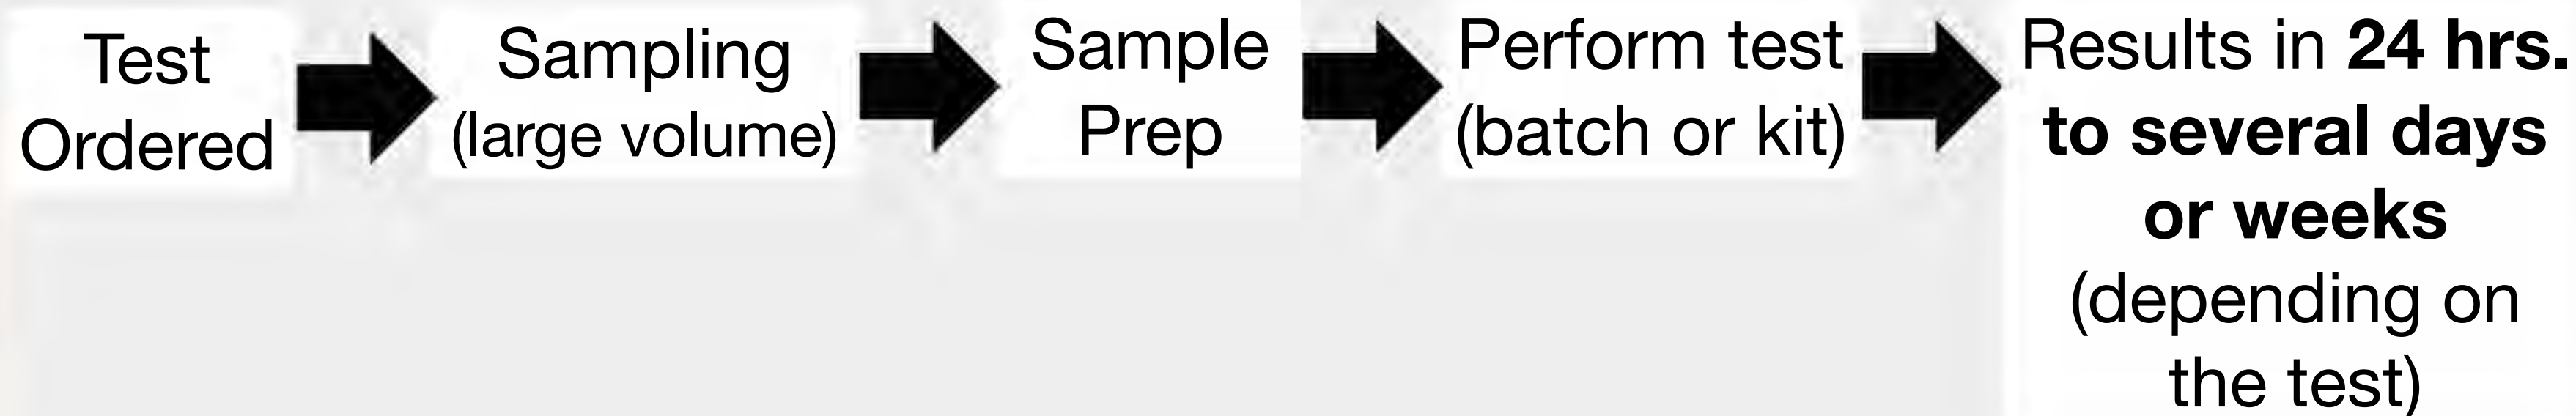 Test
Ordered
Sampling
(large volume)
Sample
Prep
Perform test
(batch or kit)
Results in 24 hrs.
to several days
or weeks
(depending on
the test)